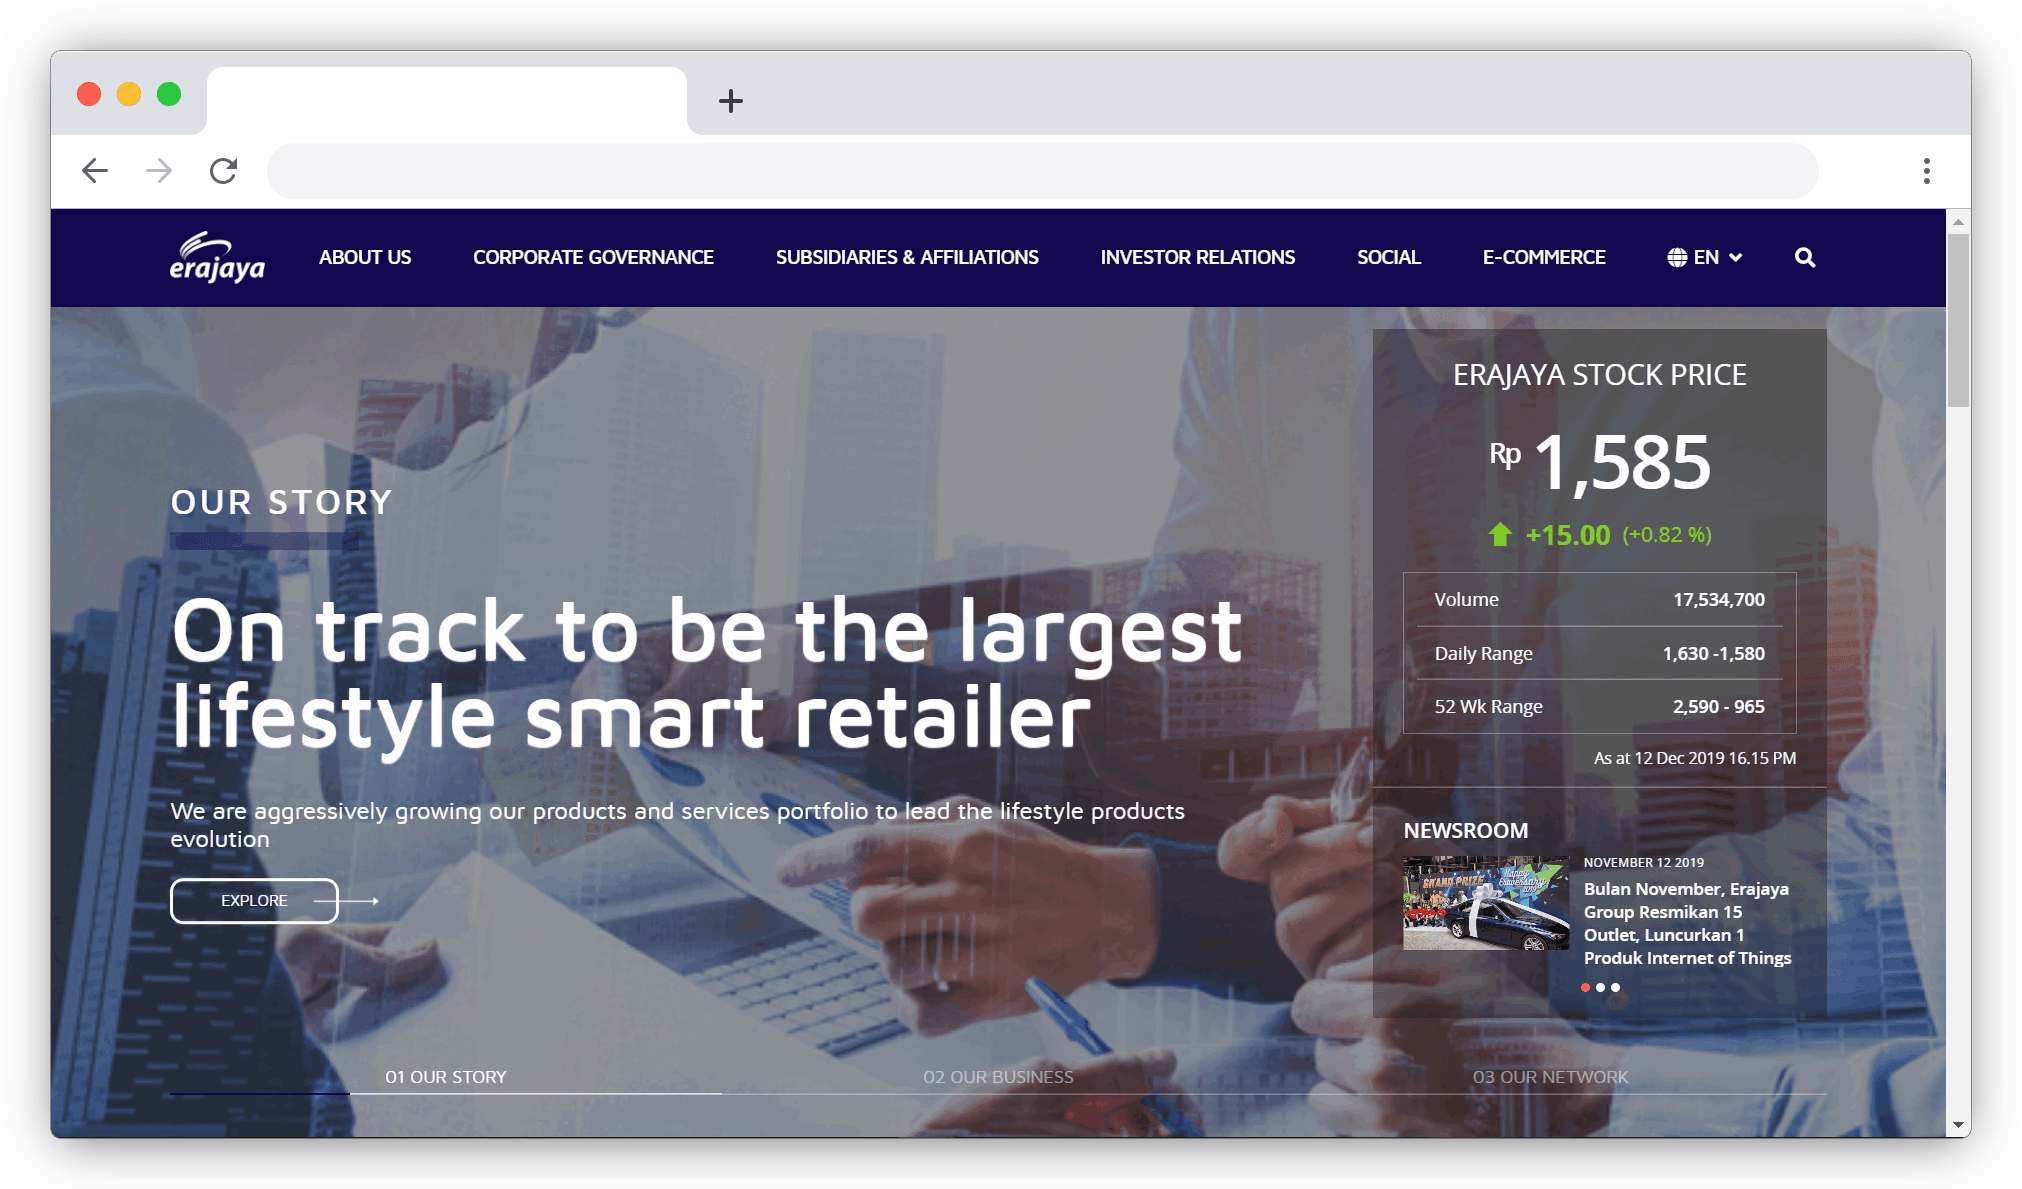 erajaya
ABOUT US
CORPORATE GOVERNANCE
SUBSIDIARIES & AFFILIATIONS
INVESTOR RELATIONS
SOCIAL
E-COMMERCE
EN
OUR STORY
On track to be the largest
lifestyle smart retailer
We are aggressively growing our products and services portfolio to lead the lifestyle products
evolution
EXPLORE
ERAJAYA STOCK PRICE
Rp 1,585
+15.00 (+0.82 %)
Volume 17,534,700
Daily Range 1,630 -1,580
52 Wk Range 2,590 - 965
As at 12 Dec 2019 16.15 PM
NEWSROOM
GRAND PRIZE
Happy
NOVEMBER 12 2019
Bulan November, Erajaya
Group Resmikan 15
Outlet, Luncurkan 1
Produk Internet of Things
01 OUR STORY
02 OUR BUSINESS
03 OUR NETWORK